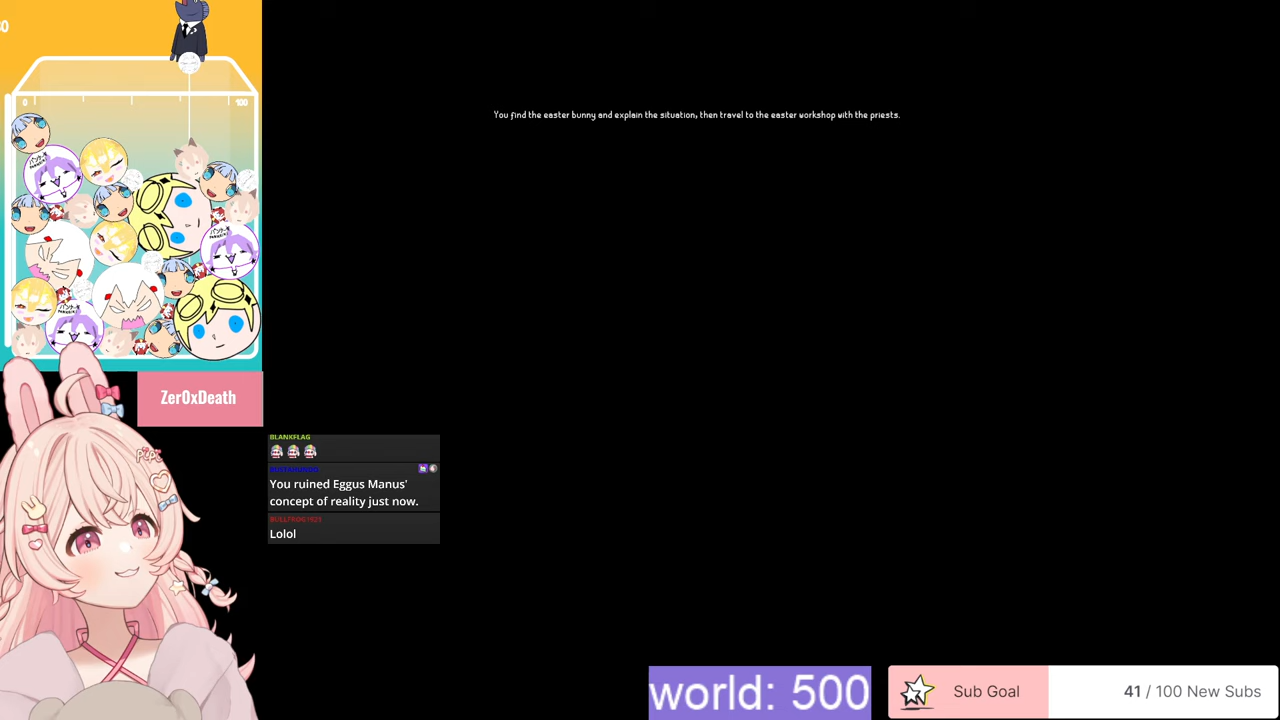 0
0
100
You find the easter bunny and explain the situation, then travel to the easter workshop with the priests.
Zer0xDeath
BLANKFLAG
You ruined Eggus Manus'
concept of reality just now.
Lolol
pipi
world: 500
Sub Goal
41 / 100 New Subs